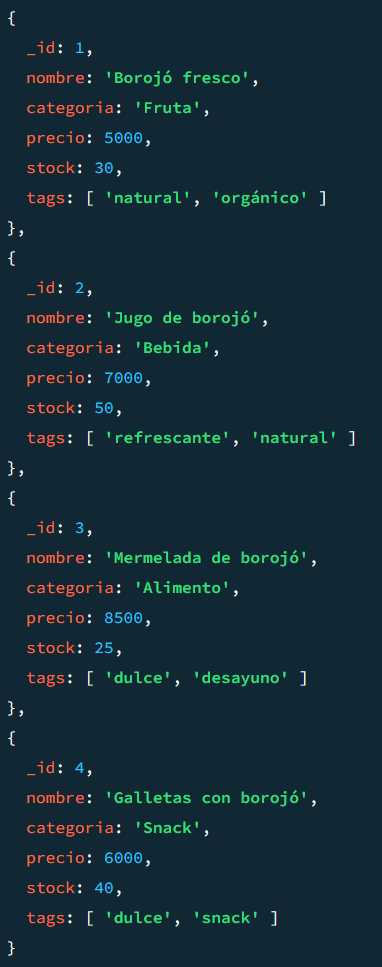 {
_id: 1,
nombre: 'Borojó fresco',
categoria: 'Fruta',
precio: 5000,
stock: 30,
tags: [ 'natural', 'orgánico' ]
},
{
_id: 2,
nombre: 'Jugo de borojó',
categoria: 'Bebida',
precio: 7000,
stock: 50,
tags: [ 'refrescante', 'natural' ]
},
{
_id: 3,
nombre: 'Mermelada de borojó',
categoria: 'Alimento',
precio: 8500,
stock: 25,
tags: [ 'dulce', 'desayuno' ]
},
{
_id: 4,
nombre: 'Galletas con borojó',
categoria: 'Snack',
precio: 6000,
stock: 40,
tags: [ 'dulce', 'snack' ]
}